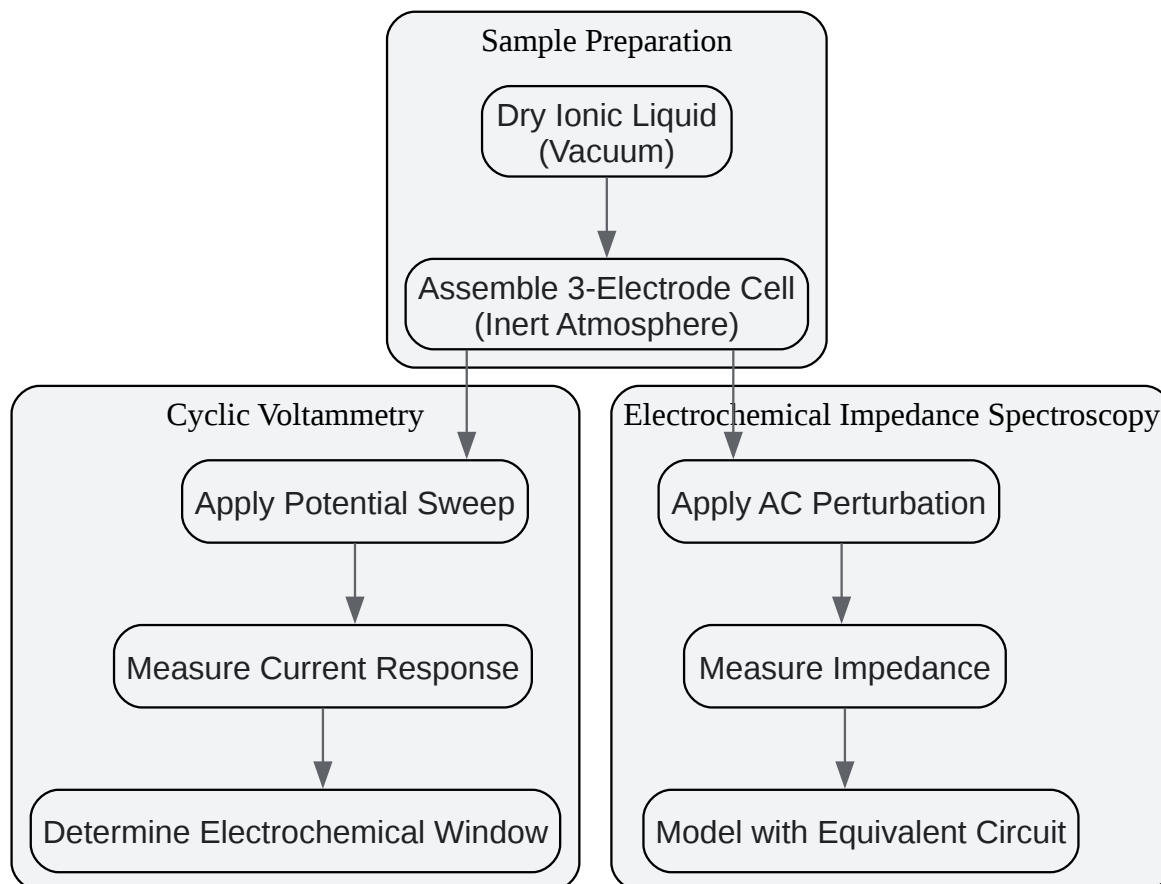 Sample Preparation
Dry Ionic Liquid
(Vacuum)
Assemble 3-Electrode Cell
(Inert Atmosphere)
Cyclic Voltammetry
Apply Potential Sweep
Measure Current Response
Determine Electrochemical Window
Electrochemical Impedance Spectroscopy
Apply AC Perturbation
Measure Impedance
Model with Equivalent Circuit